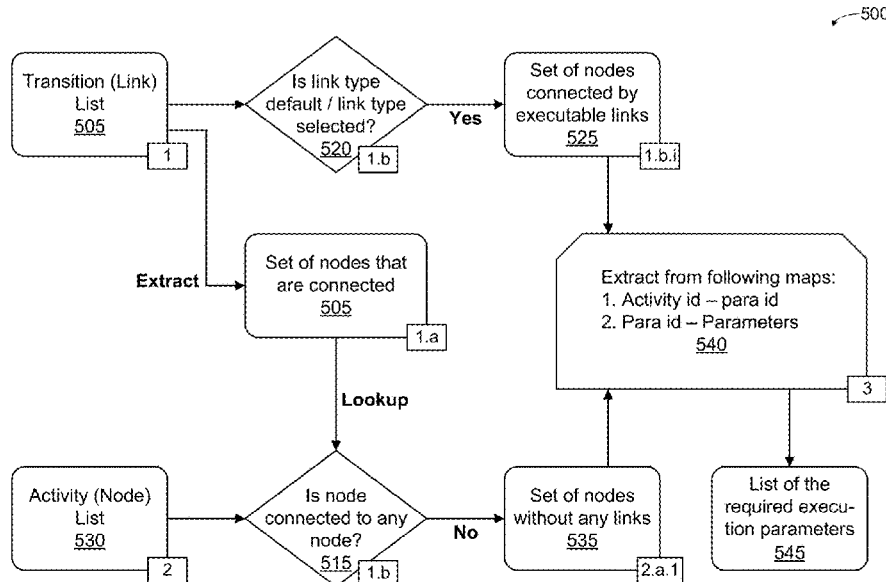 500
Transition (Link)
List
505
1
Is link type
default / link type
selected?
520
1.b
Yes
Set of nodes
connected by
executable links
525
1.b.i
Extract
Set of nodes that
are connected
505
1.a
Extract from following maps:
1. Activity id – para id
2. Para id – Parameters
540
3
Lookup
Activity (Node)
List
530
2
Is node
connected to any
node?
515
1.b
No
Set of nodes
without any links
535
2.a.1
List of the
required execu-
tion parameters
545